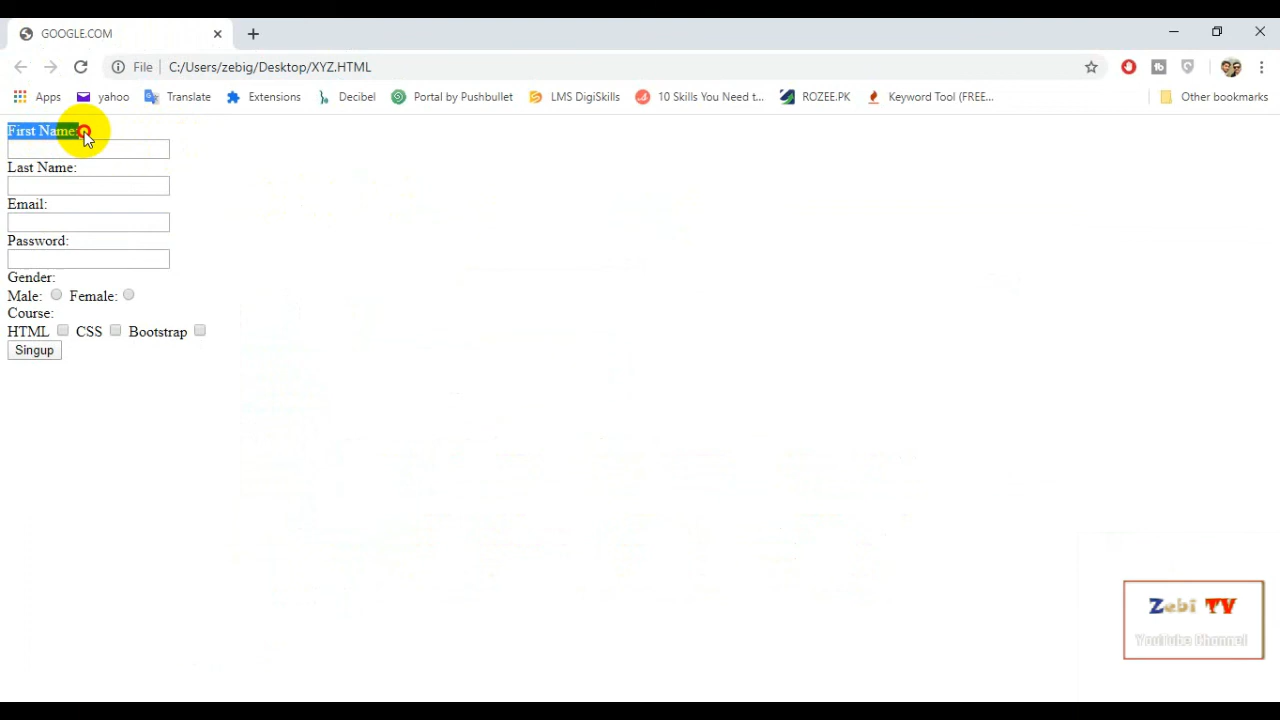 GOOGLE.COM
File C:/Users/zebig/Desktop/XYZ.HTML
Apps yahoo Translate Extensions Decibel Portal by Pushbullet LMS DigiSkills 10 Skills You Need t... ROZEE.PK Keyword Tool (FREE... Other bookmarks
First Name:
Last Name:
Email:
Password:
Gender:
Male: Female:
Course:
HTML CSS Bootstrap
Singup
Zebi TV
Youtube Khannel